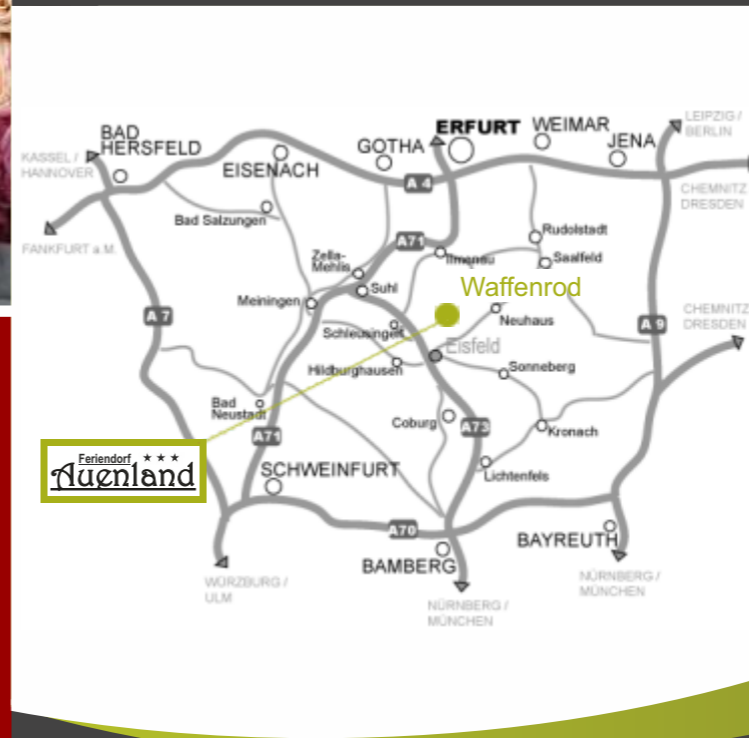 BAD
HERSFELD
KASSEL /
HANNOVER
EISENACH
GOTHA
ERFURT
WEIMAR
JENA
LEIPZIG /
BERLIN
A 4
CHEMNITZ
DRESDEN
FANKFURT a.M.
Bad Salzungen
Zella-
Mehlis
A71
Ilmenau
Rudolstadt
Saalfeld
Suhl
Waffenrod
Meiningen
A 7
Schleusingen
Neuhaus
A 9
CHEMNITZ
DRESDEN
Eisfeld
Hildburghausen
Sonneberg
Bad
Neustadt
Coburg
A73
Kronach
A71
Feriendorf ★ ★ ★
Auenland
SCHWEINFURT
Lichtenfels
A70
BAMBERG
BAYREUTH
WÜRZBURG /
ULM
NÜRNBERG /
MÜNCHEN
NÜRNBERG /
MÜNCHEN